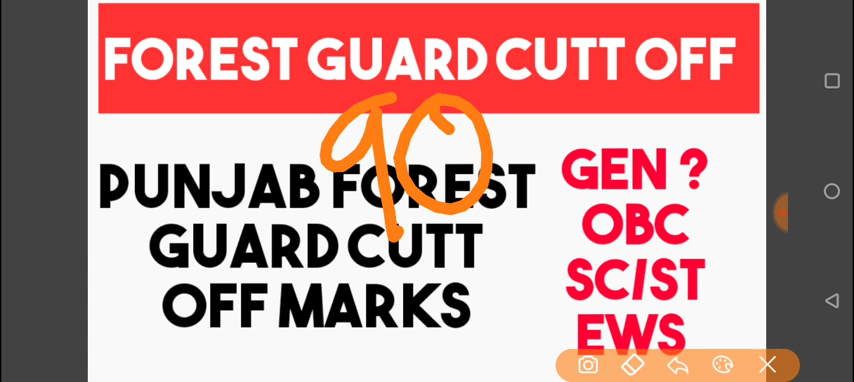 FOREST GUARD CUTT OFF
90
PUNJAB FOREST
GUARD CUTT
OFF MARKS
GEN ?
OBC
SC/ST
EWS